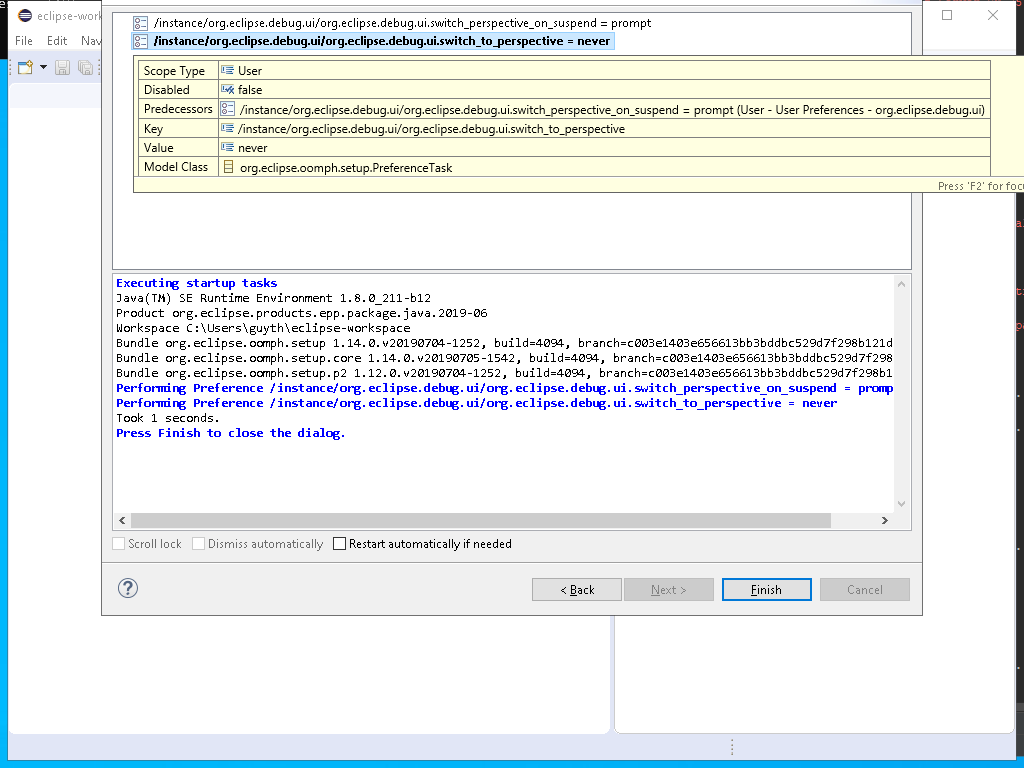 eclipse-work
File Edit Nav
/instance/org.eclipse.debug.ui/org.eclipse.debug.ui.switch_perspective_on_suspend = prompt
/instance/org.eclipse.debug.ui/org.eclipse.debug.ui.switch_to_perspective = never
Scope Type User
Disabled false
Predecessors /instance/org.eclipse.debug.ui/org.eclipse.debug.ui.switch_perspective_on_suspend = prompt (User - User Preferences - org.eclipse.debug.ui)
Key /instance/org.eclipse.debug.ui/org.eclipse.debug.ui.switch_to_perspective
Value never
Model Class org.eclipse.oomph.setup.PreferenceTask
Press 'F2' for focu
Executing startup tasks
Java(TM) SE Runtime Environment 1.8.0_211-b12
Product org.eclipse.products.epp.package.java.2019-06
Workspace C:\Users\guyth\eclipse-workspace
Bundle org.eclipse.oomph.setup 1.14.0.v20190704-1252, build=4094, branch=c003e1403e656613bb3bddbc529d7f298b121d
Bundle org.eclipse.oomph.setup.core 1.14.0.v20190705-1542, build=4094, branch=c003e1403e656613bb3bddbc529d7f298
Bundle org.eclipse.oomph.setup.p2 1.12.0.v20190704-1252, build=4094, branch=c003e1403e656613bb3bddbc529d7f298b1
Performing Preference /instance/org.eclipse.debug.ui/org.eclipse.debug.ui.switch_perspective_on_suspend = promp
Performing Preference /instance/org.eclipse.debug.ui/org.eclipse.debug.ui.switch_to_perspective = never
Took 1 seconds.
Press Finish to close the dialog.
Scroll lock Dismiss automatically Restart automatically if needed
? < Back Next > Finish Cancel